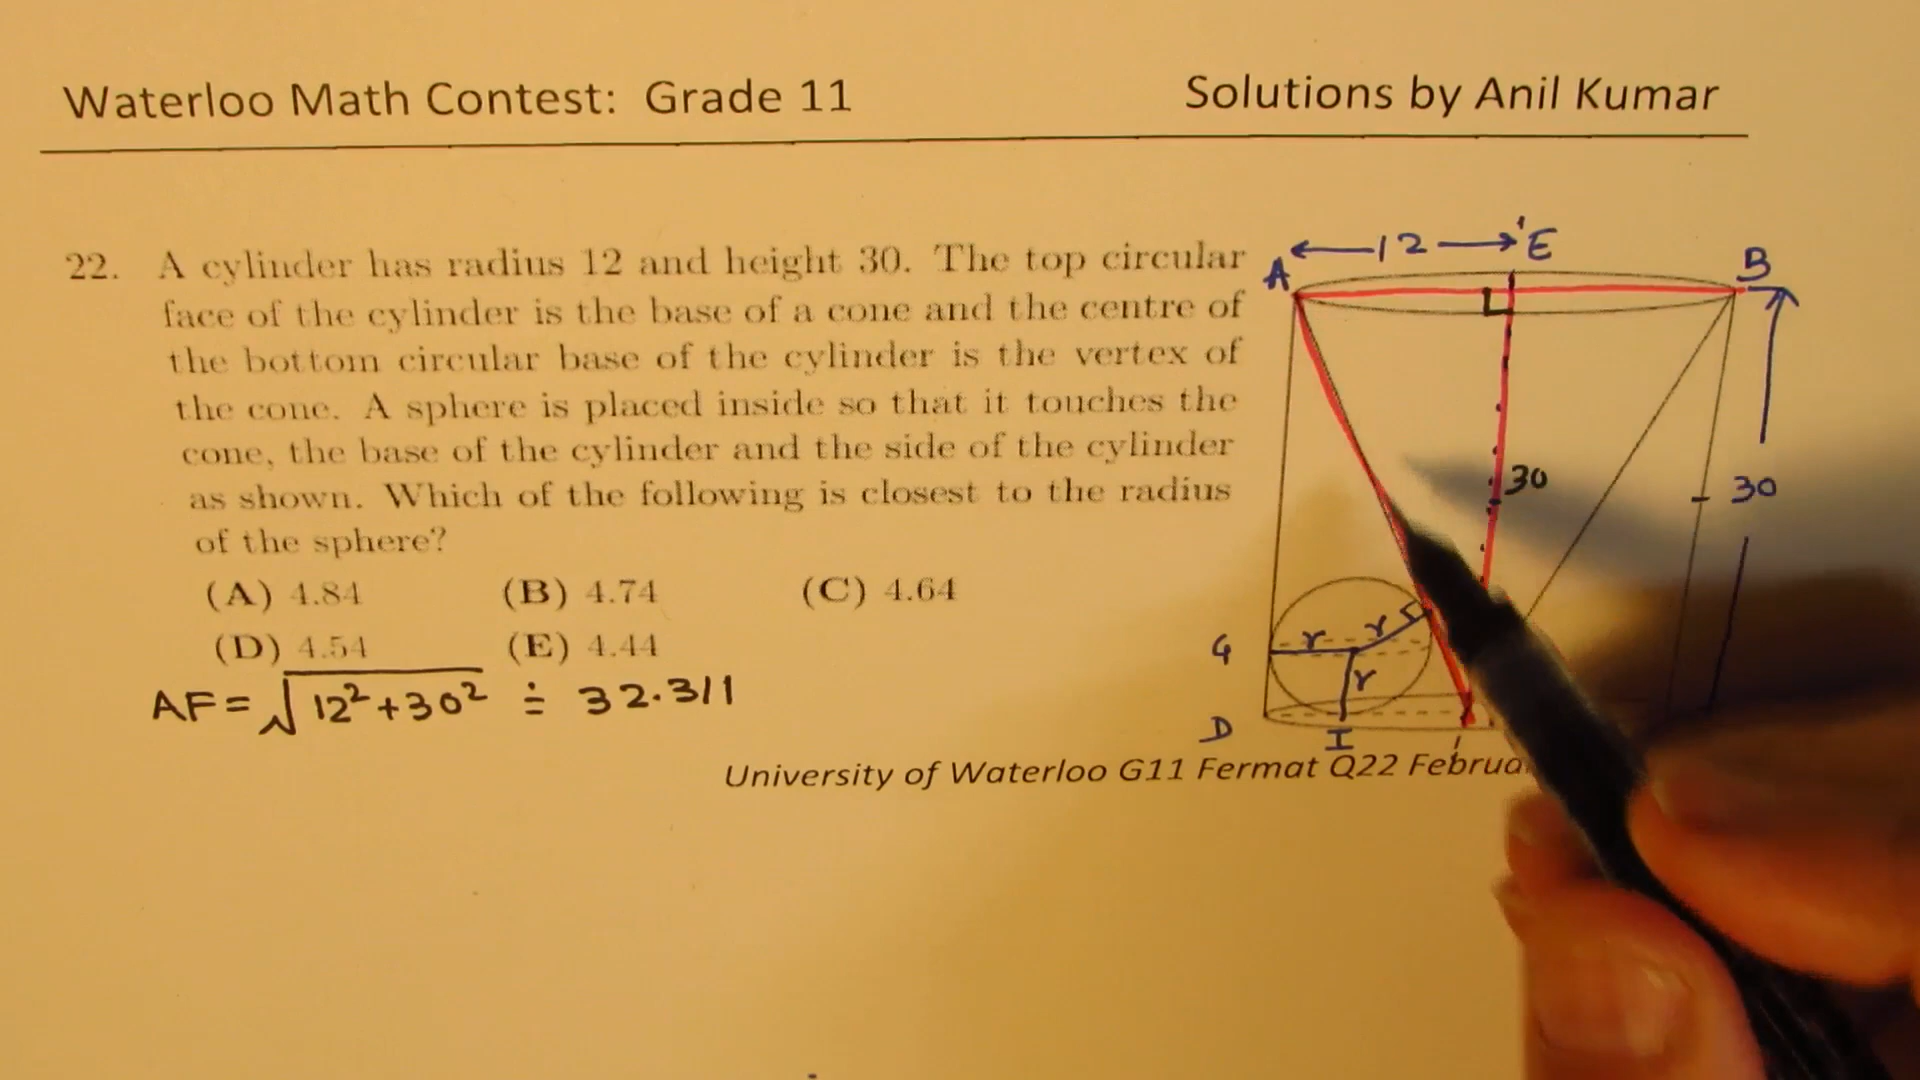 Waterloo Math Contest: Grade 11
Solutions by Anil Kumar
22. A cylinder has radius 12 and height 30. The top circular
face of the cylinder is the base of a cone and the centre of
the bottom circular base of the cylinder is the vertex of
the cone. A sphere is placed inside so that it touches the
cone, the base of the cylinder and the side of the cylinder
as shown. Which of the following is closest to the radius
of the sphere?
(A) 4.84 (B) 4.74 (C) 4.64
(D) 4.54 (E) 4.44
AF = √12² + 30² ≐ 32.311
12 E
A B
30 30
r r
G r
D I
University of Waterloo G11 Fermat Q22